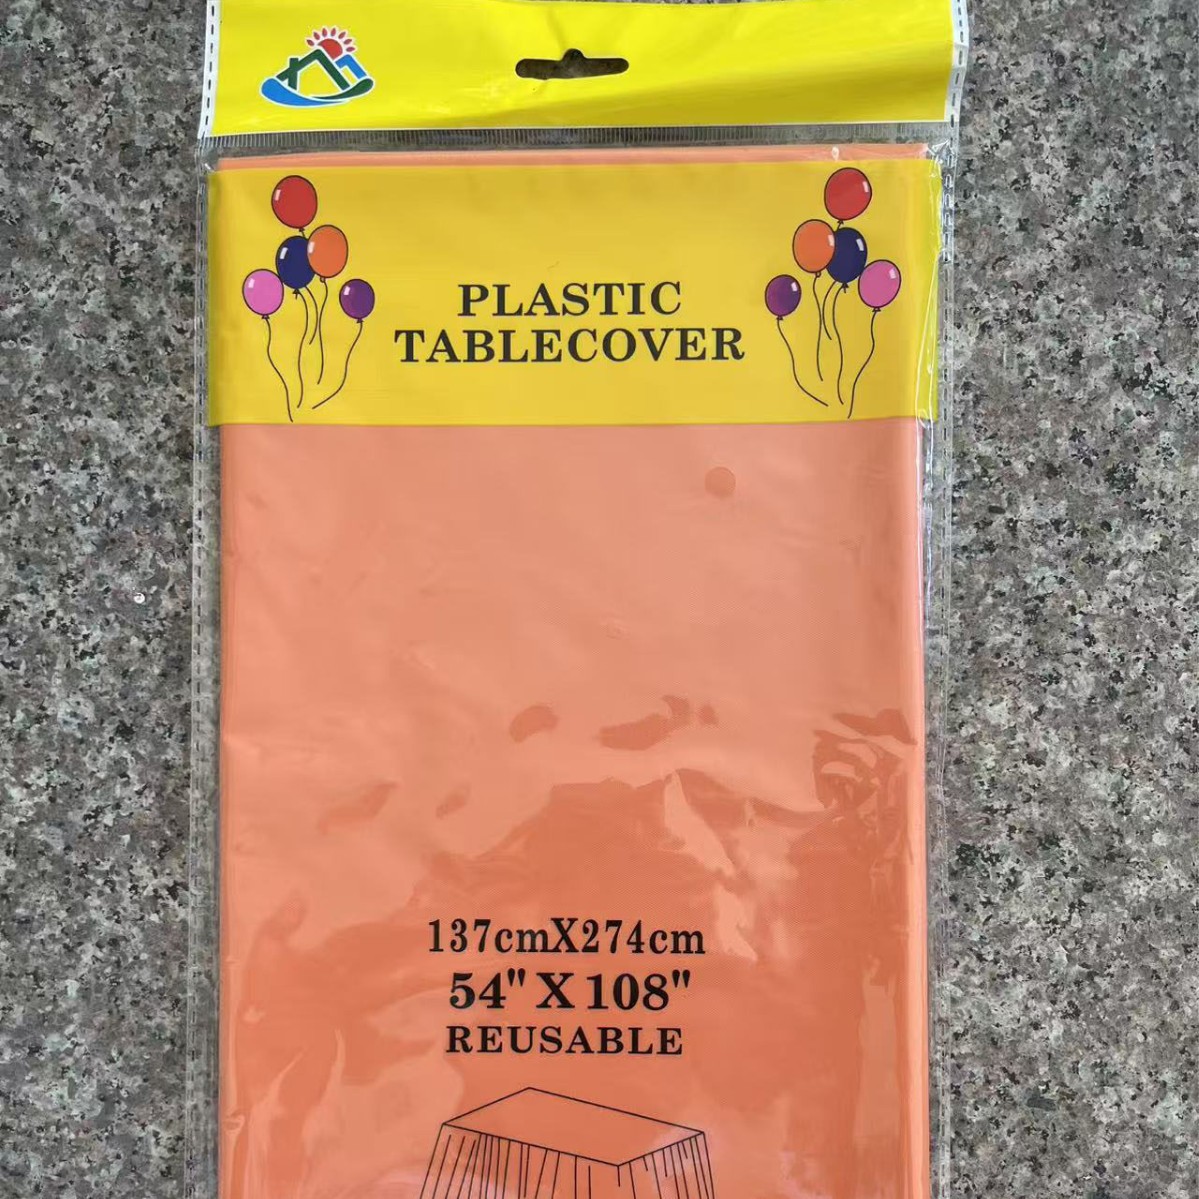 PLASTIC
TABLECOVER
137cmX274cm
54" X 108"
REUSABLE